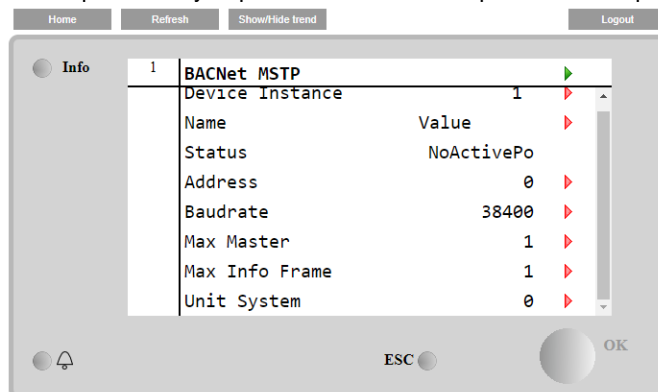 Home Refresh Show/Hide trend Logout
Info 1 BACNet MSTP
Device Instance 1
Name Value
Status NoActivePo
Address 0
Baudrate 38400
Max Master 1
Max Info Frame 1
Unit System 0
ESC OK